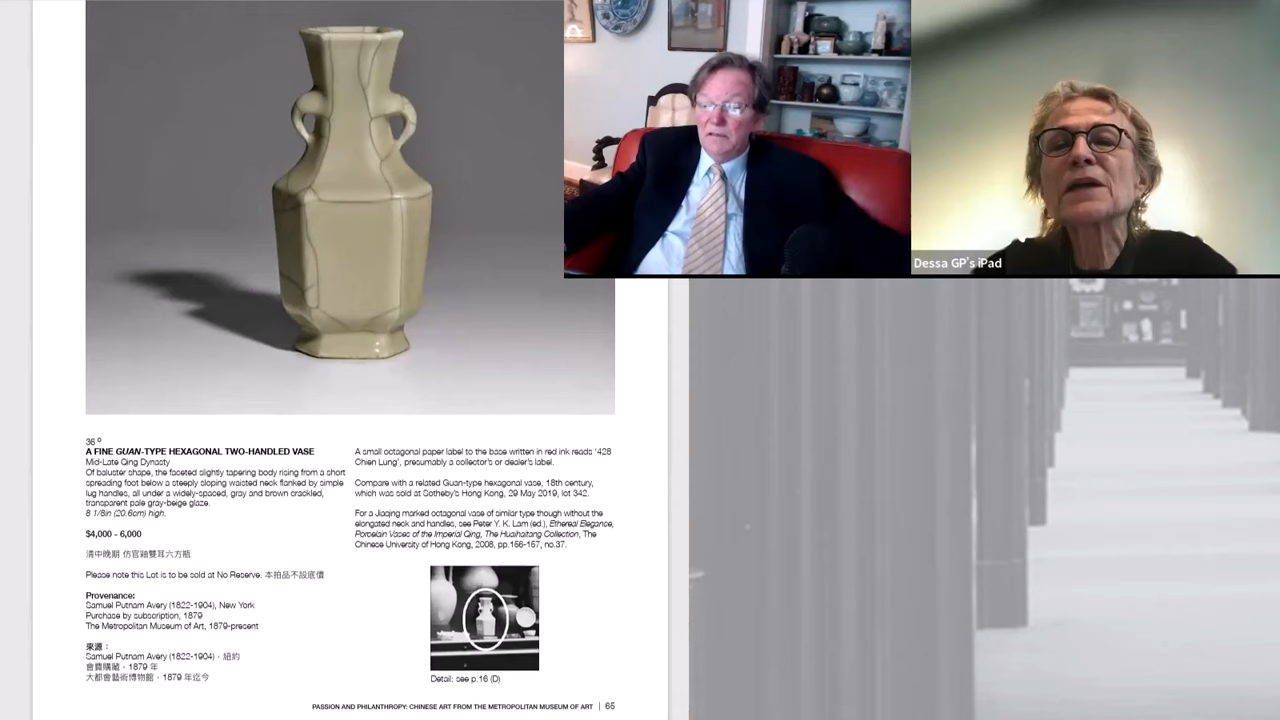 Dessa GP's iPad
36 º
A FINE GUAN-TYPE HEXAGONAL TWO-HANDLED VASE
Mid-Late Qing Dynasty
Of baluster shape, the faceted slightly tapering body rising from a short
spreading foot below a steeply sloping waisted neck flanked by simple
lug handles, all under a widely-spaced, gray and brown crackled,
transparent pale gray-beige glaze.
8 1/8in (20.6cm) high.
$4,000 - 6,000
清中晚期 仿官釉雙耳六方瓶
Please note this Lot is to be sold at No Reserve. 本拍品不設底價
Provenance:
Samuel Putnam Avery (1822-1904), New York
Purchase by subscription, 1879
The Metropolitan Museum of Art, 1879-present
來源：
Samuel Putnam Avery (1822-1904)，紐約
會費購藏，1879 年
大都會藝術博物館，1879 年迄今
A small octagonal paper label to the base written in red ink reads '428
Chien Lung', presumably a collector's or dealer's label.
Compare with a related Guan-type hexagonal vase, 18th century,
which was sold at Sotheby's Hong Kong, 29 May 2019, lot 342.
For a Jiaqing marked octagonal vase of similar type though without the
elongated neck and handles, see Peter Y. K. Lam (ed.), Ethereal Elegance,
Porcelain Vases of the Imperial Qing, The Huaihaitang Collection, The
Chinese University of Hong Kong, 2008, pp.156-157, no.37.
Detail: see p.16 (D)
PASSION AND PHILANTHROPY: CHINESE ART FROM THE METROPOLITAN MUSEUM OF ART | 65